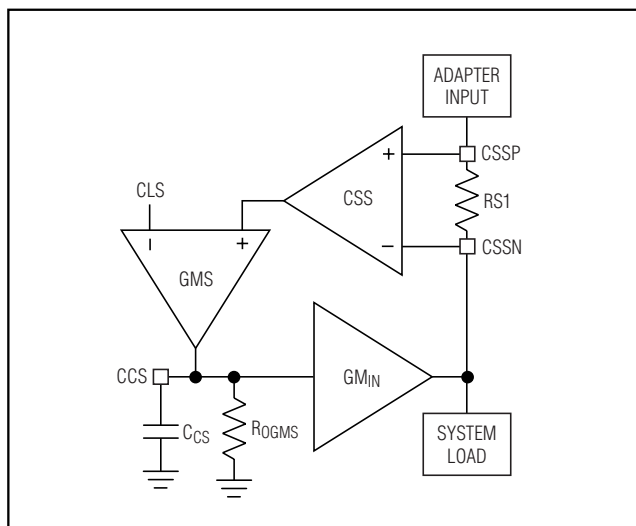 ADAPTER
INPUT
CSSP
+
CSS
RS1
CLS
−
+
−
CSSN
GMS
CCS
GMIN
CCS
ROGMS
SYSTEM
LOAD